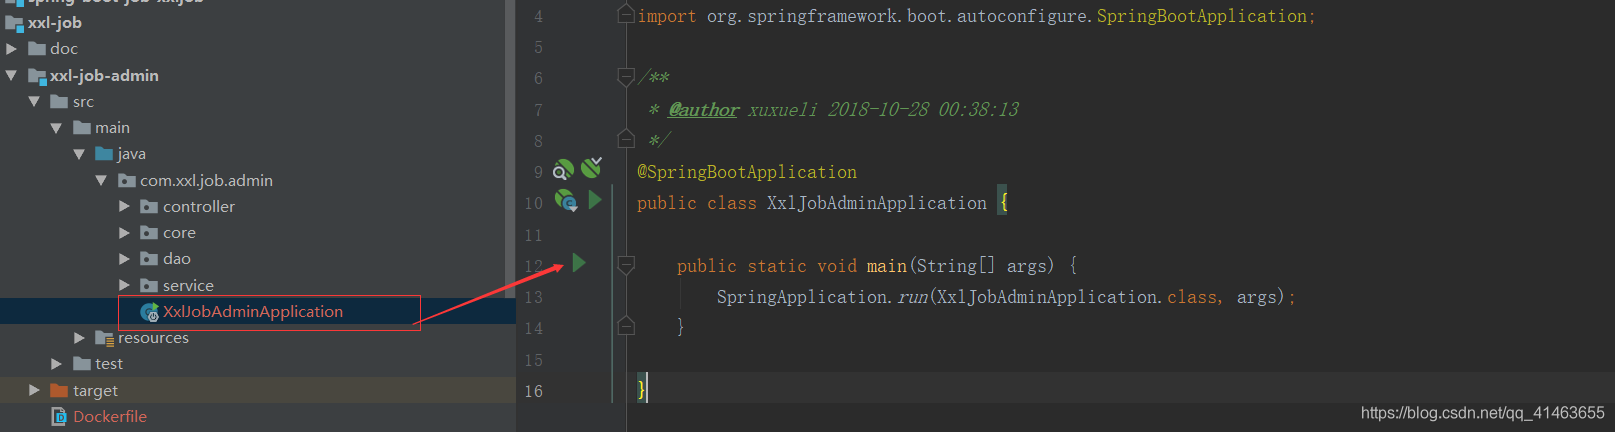 spring-boot-job-xxljob
xxl-job
doc
xxl-job-admin
src
main
java
com.xxl.job.admin
controller
core
dao
service
XxlJobAdminApplication
resources
test
target
Dockerfile
4 import org.springframework.boot.autoconfigure.SpringBootApplication;
5
6 /**
7 * @author xuxueli 2018-10-28 00:38:13
8 */
9 @SpringBootApplication
10 public class XxlJobAdminApplication {
11
12 public static void main(String[] args) {
13 SpringApplication.run(XxlJobAdminApplication.class, args);
14 }
15
16 }
https://blog.csdn.net/qq_41463655